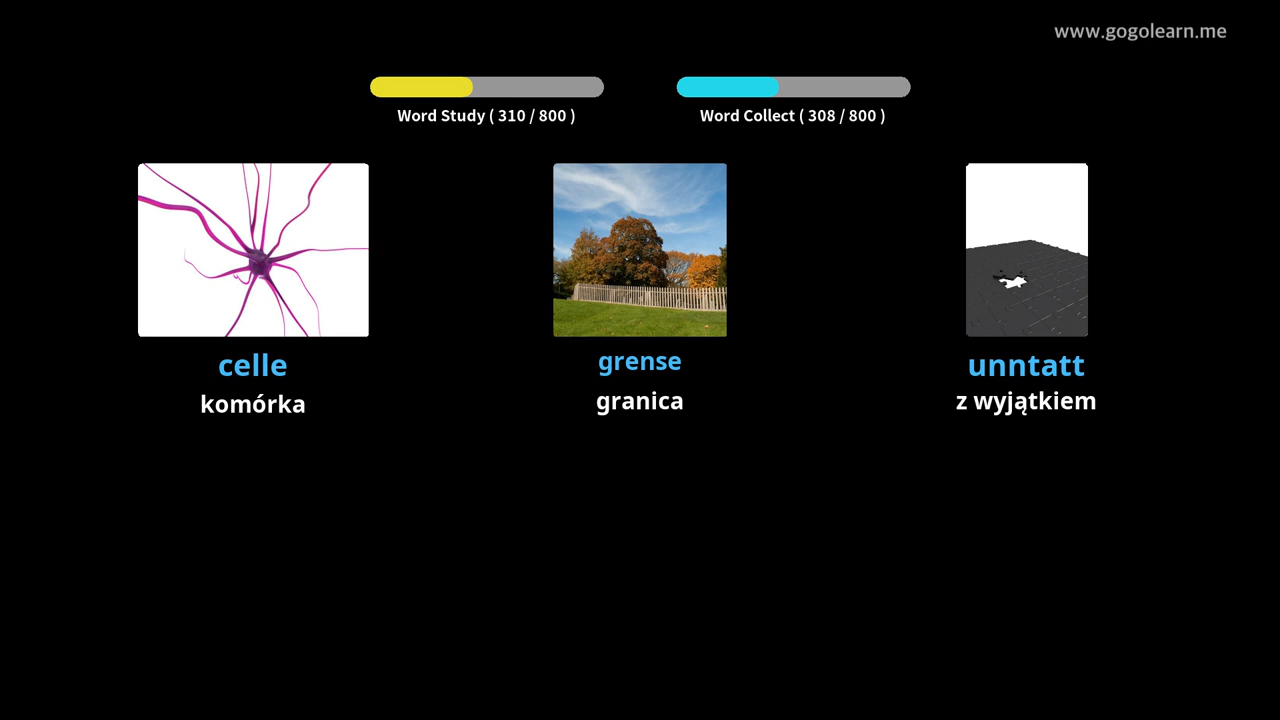 www.gogolearn.me
Word Study ( 310 / 800 )
Word Collect ( 308 / 800 )
celle
komórka
grense
granica
unntatt
z wyjątkiem